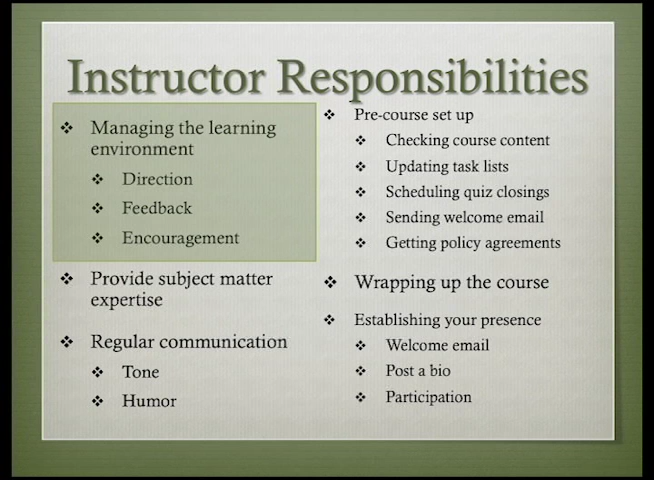 Instructor Responsibilities
Managing the learning
environment
Direction
Feedback
Encouragement
Provide subject matter
expertise
Regular communication
Tone
Humor
Pre-course set up
Checking course content
Updating task lists
Scheduling quiz closings
Sending welcome email
Getting policy agreements
Wrapping up the course
Establishing your presence
Welcome email
Post a bio
Participation